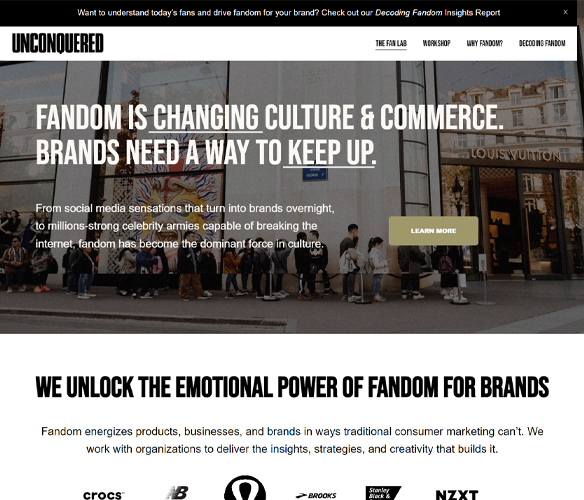 Want to understand today's fans and drive fandom for your brand? Check out our Decoding Fandom Insights Report
X
UNCONQUERED
THE FAN LAB
WORKSHOP
WHY FANDOM?
DECODING FANDOM
FANDOM IS CHANGING CULTURE & COMMERCE.
BRANDS NEED A WAY TO KEEP UP.
LOUIS VUITTON
From social media sensations that turn into brands overnight,
to millions-strong celebrity armies capable of breaking the
internet, fandom has become the dominant force in culture.
LEARN MORE
WE UNLOCK THE EMOTIONAL POWER OF FANDOM FOR BRANDS
Fandom energizes products, businesses, and brands in ways traditional consumer marketing can't. We
work with organizations to deliver the insights, strategies, and creativity that builds it.
crocs
NB
BROOKS
Stanley
Black &
NZXT